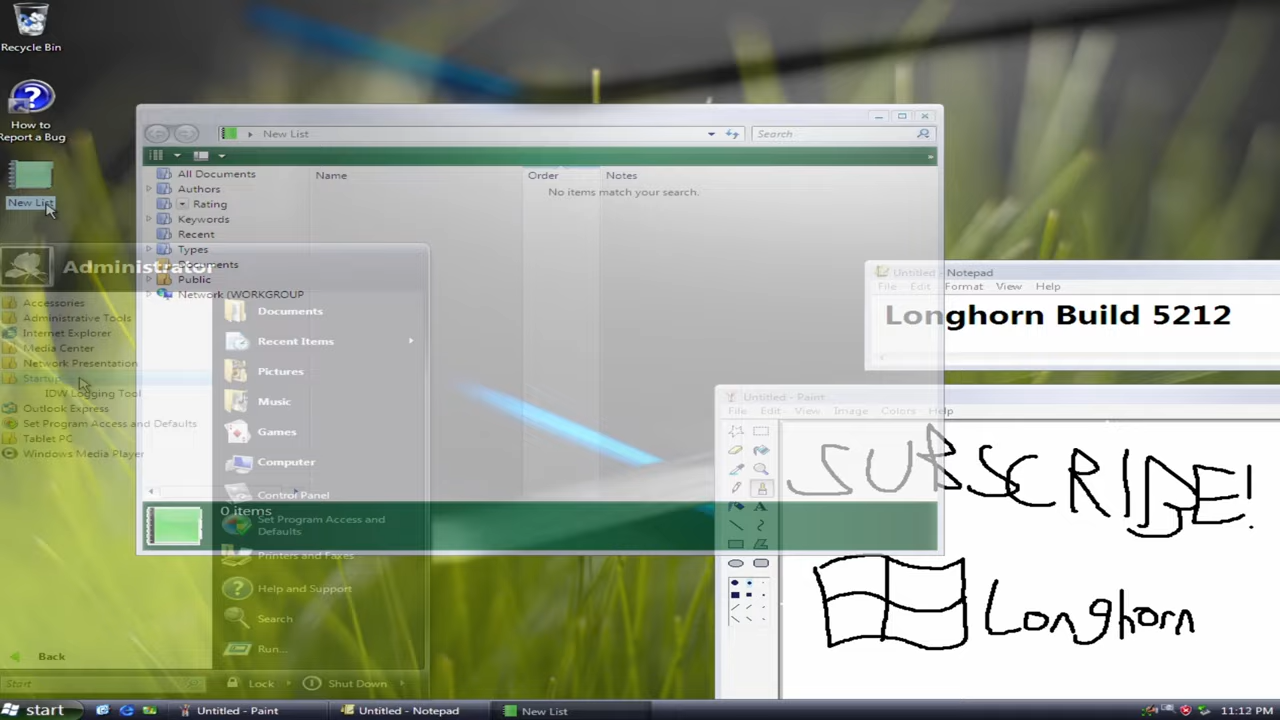 Recycle Bin
How to
Report a Bug
New List
New List
Search
All Documents
Authors
Rating
Keywords
Recent
Types
Documents
Public
Network (WORKGROUP
Name
Order
Notes
No items match your search.
0 items
Administrator
Accessories
Administrative Tools
Internet Explorer
Media Center
Network Presentation
Startup
IDW Logging Tool
Outlook Express
Set Program Access and Defaults
Tablet PC
Windows Media Player
Back
Start
Documents
Recent Items
Pictures
Music
Games
Computer
Control Panel
Set Program Access and
Defaults
Printers and Faxes
Help and Support
Search
Run...
Lock
Shut Down
Untitled - Notepad
File Edit Format View Help
Longhorn Build 5212
Untitled - Paint
File Edit View Image Colors Help
SUBSCRIBE!
Longhorn
start
Untitled - Paint
Untitled - Notepad
New List
11:12 PM